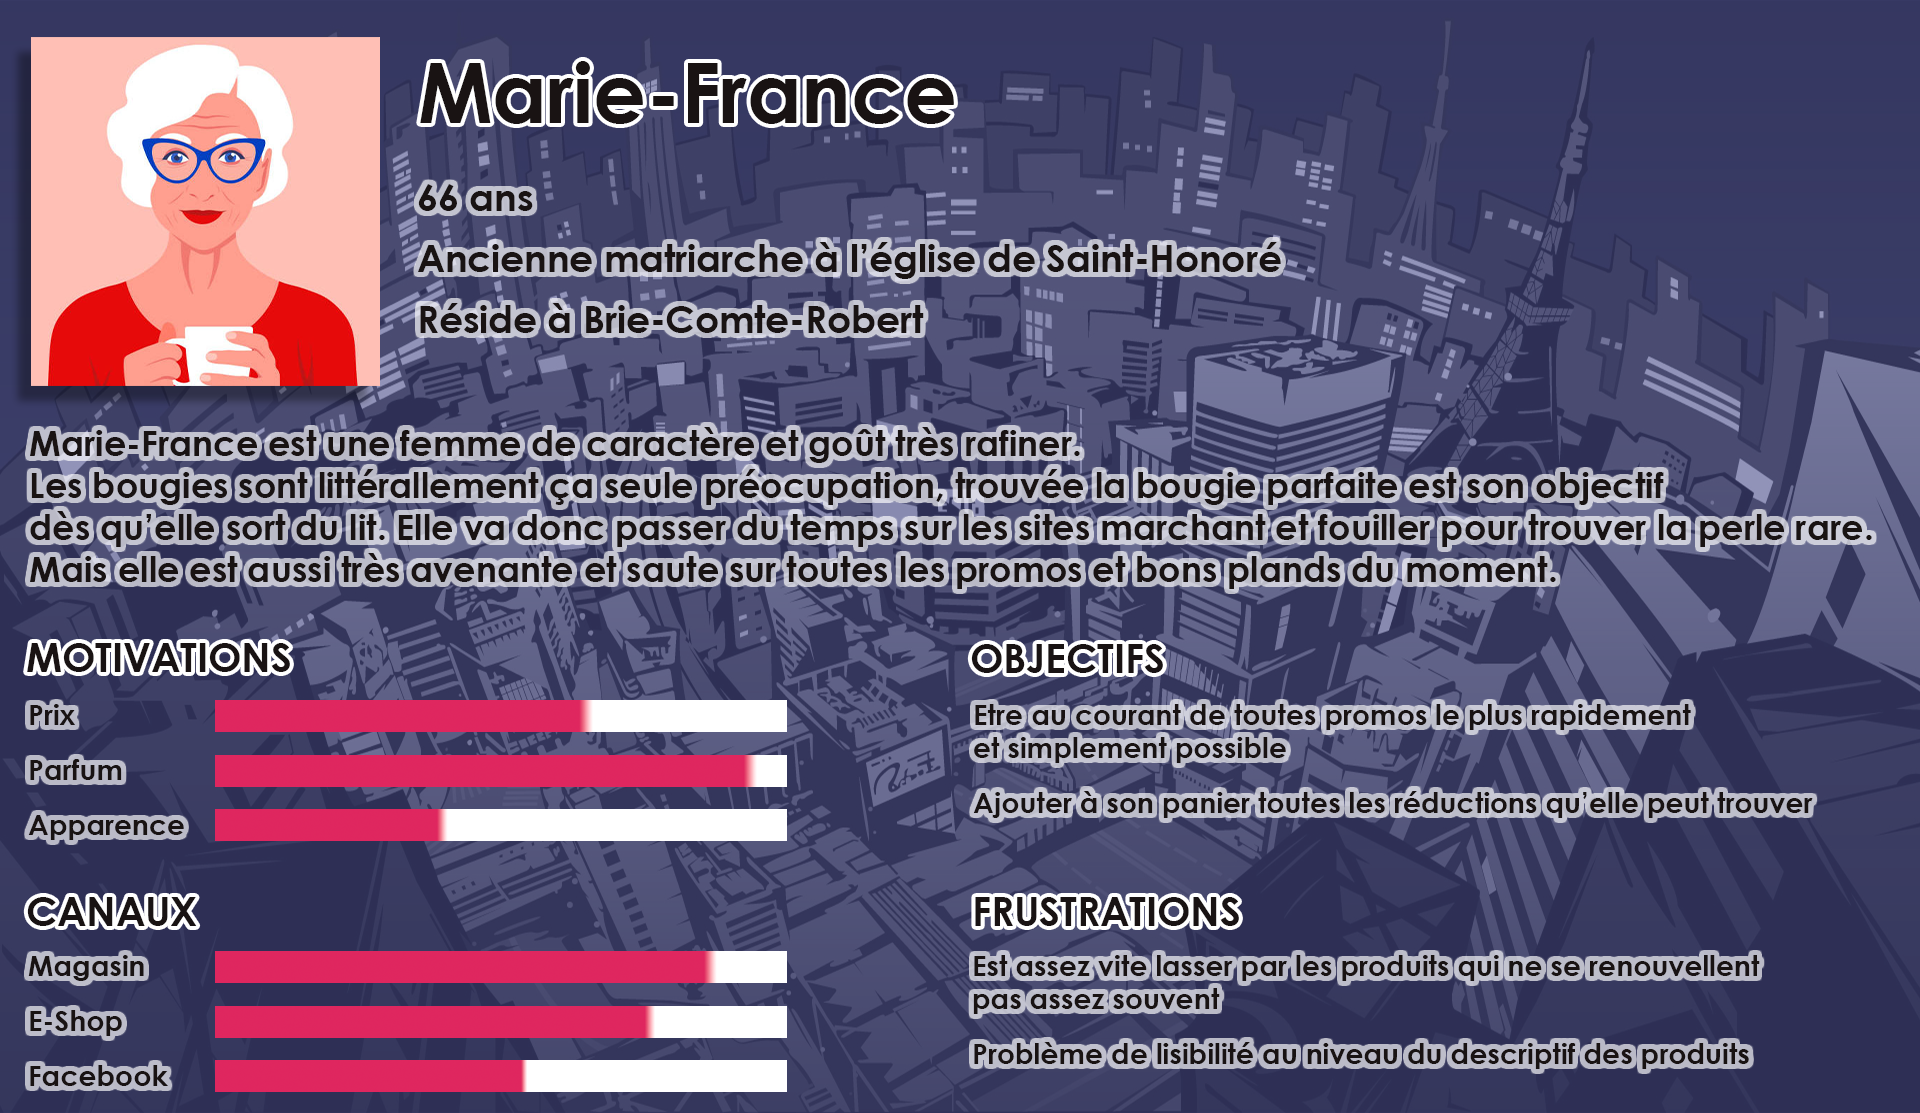 Marie-France
66 ans
Ancienne matriarche à l'église de Saint-Honoré
Réside à Brie-Comte-Robert
Marie-France est une femme de caractère et goût très rafiner.
Les bougies sont littérallement ça seule préocupation, trouvée la bougie parfaite est son objectif
dès qu'elle sort du lit. Elle va donc passer du temps sur les sites marchant et fouiller pour trouver la perle rare.
Mais elle est aussi très avenante et saute sur toutes les promos et bons plands du moment.
MOTIVATIONS
Prix
Parfum
Apparence
OBJECTIFS
Etre au courant de toutes promos le plus rapidement
et simplement possible
Ajouter à son panier toutes les réductions qu'elle peut trouver
CANAUX
Magasin
E-Shop
Facebook
FRUSTRATIONS
Est assez vite lasser par les produits qui ne se renouvellent
pas assez souvent
Problème de lisibilité au niveau du descriptif des produits